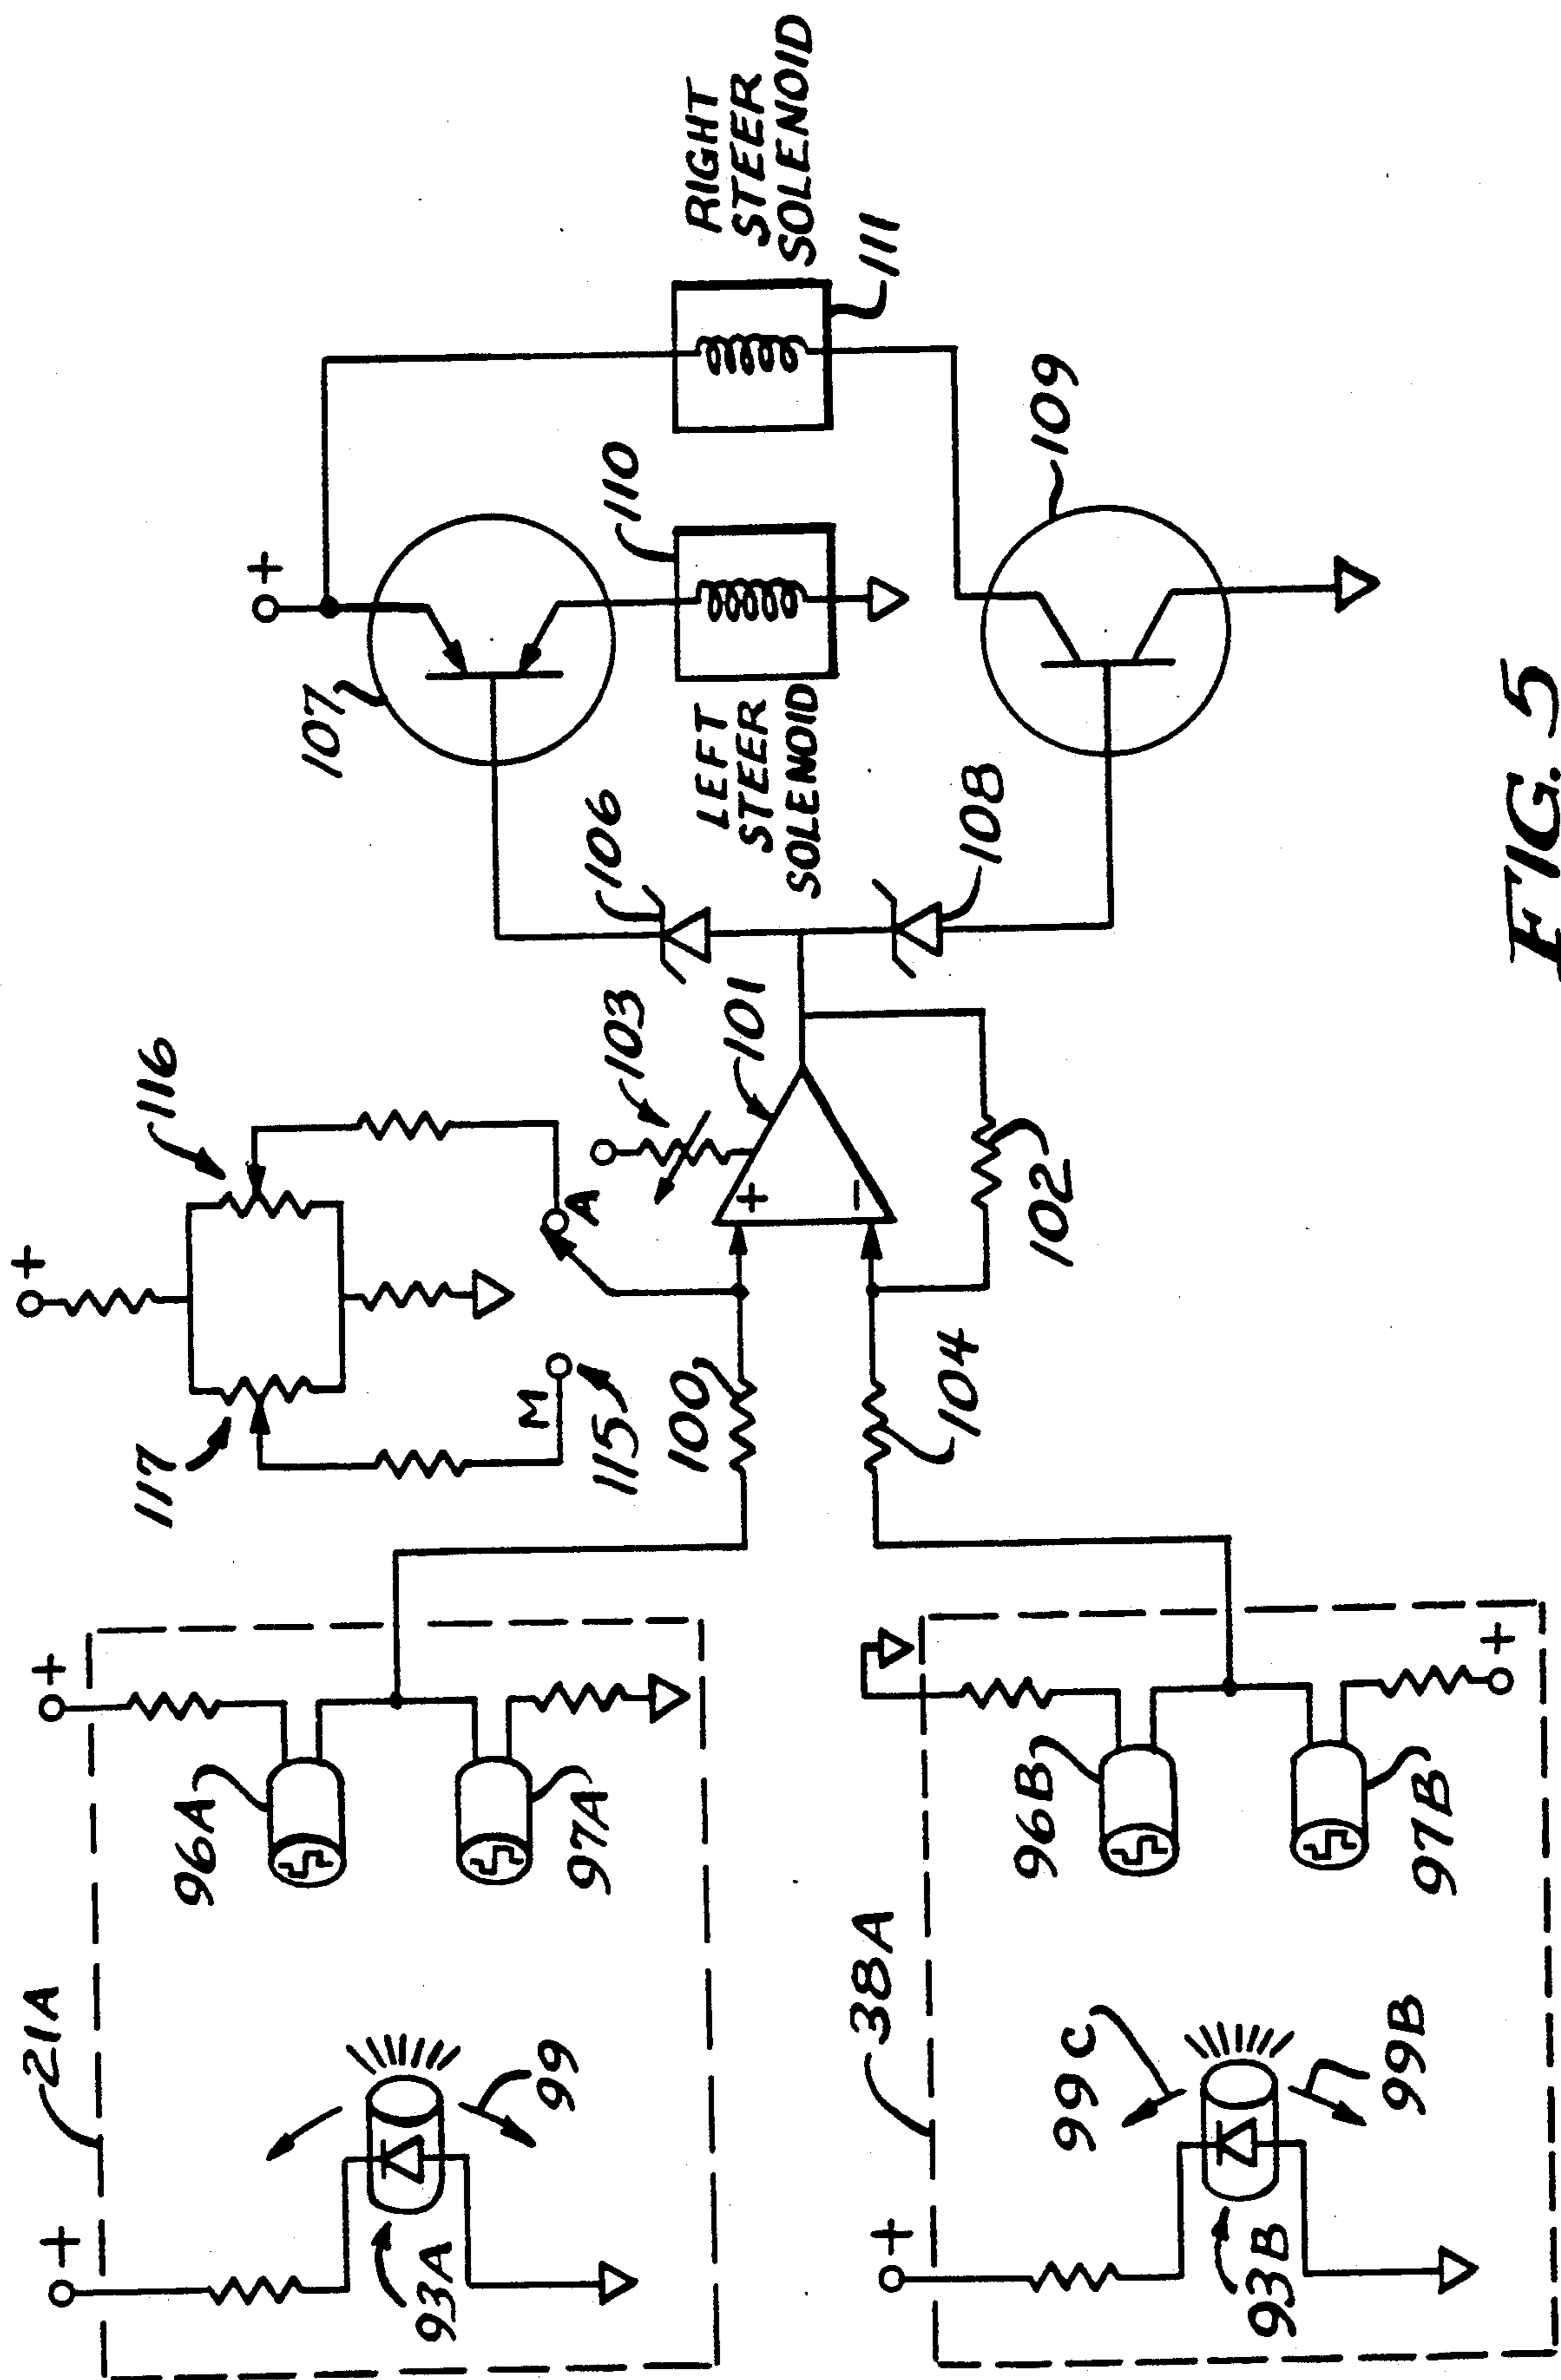 21A
+
+
96A
97A
93A
99
38A
+
96B
97B
+
99C
99B
93B
+
117
116
M
A
115
100
104
103
101
+
−
102
106
108
107
+
110
LEFT
STEER
SOLENOID
RIGHT
STEER
SOLENOID
111
109
FIG. 5